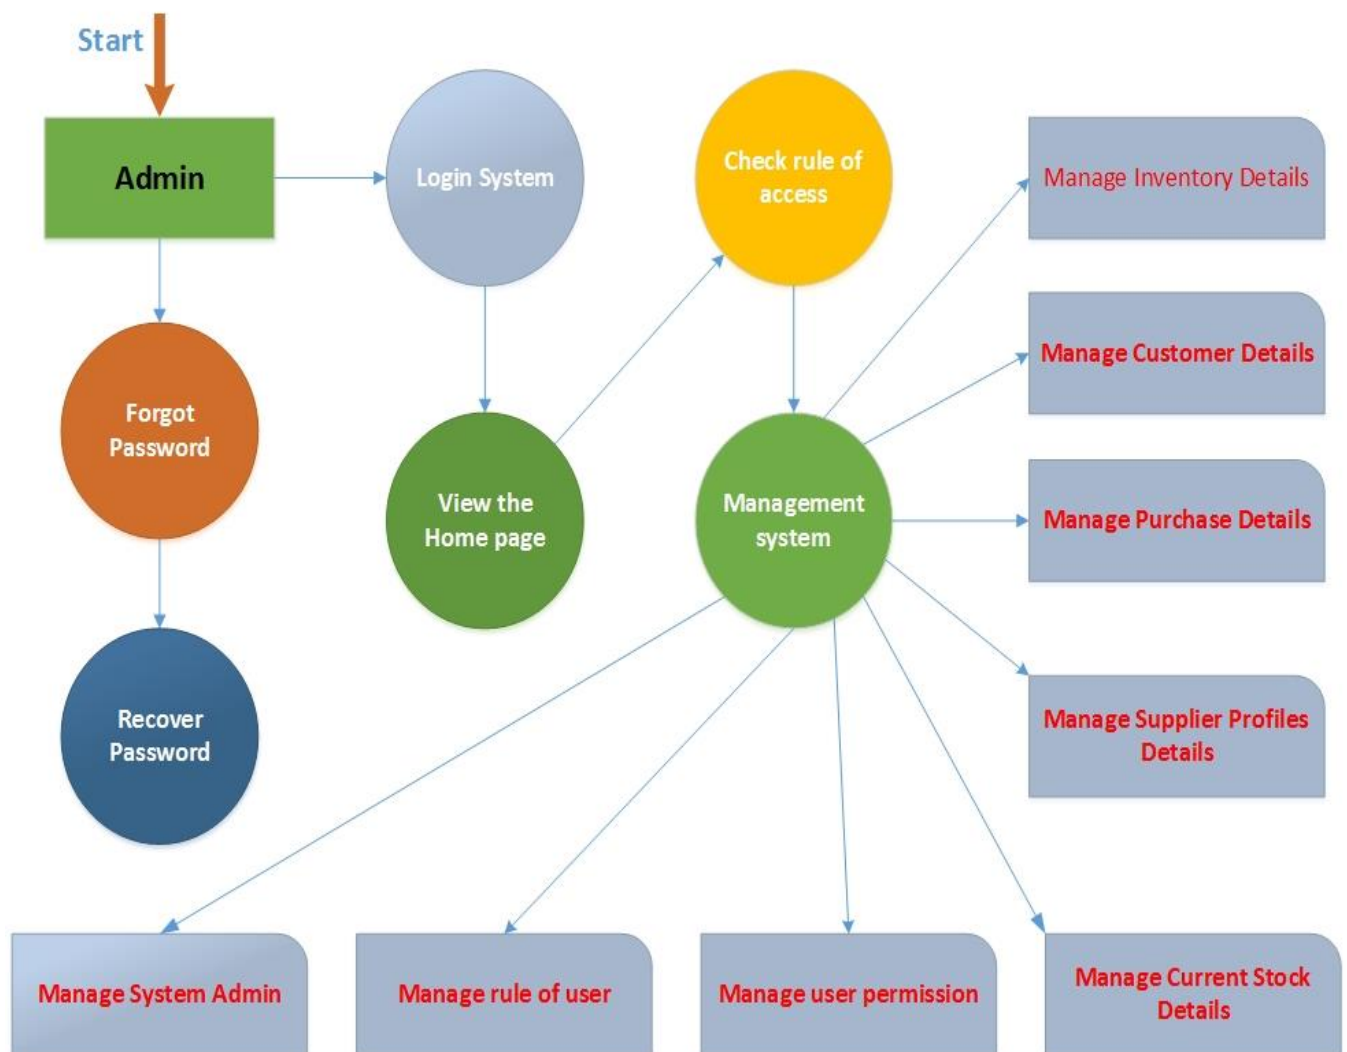 Start
Admin
Login System
Check rule of
access
Manage Inventory Details
Manage Customer Details
Forgot
Password
View the
Home page
Management
system
Manage Purchase Details
Recover
Password
Manage Supplier Profiles
Details
Manage System Admin
Manage rule of user
Manage user permission
Manage Current Stock
Details